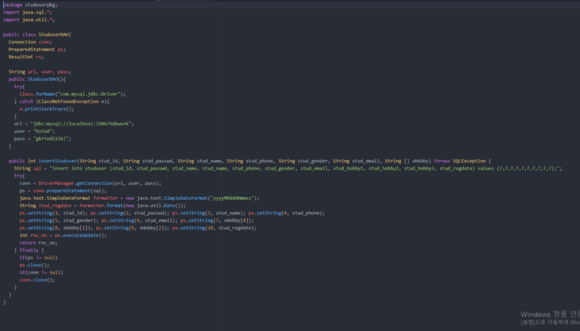 package studuserpkg;
import java.sql.*;
import java.util.*;
public class StuduserDAO{
Connection conn;
PreparedStatement ps;
ResultSet rs;
String url, user, pass;
public StuduserDAO(){
try{
Class.forName("com.mysql.jdbc.Driver");
} catch (ClassNotFoundException e){
e.printStackTrace();
}
url = "jdbc:mysql://localhost:3306/hdbwork";
user = "hstud";
pass =
}
public int insertStuduser(String stud_id, String stud_passwd, String stud_name, String stud_phone, String stud_gender, String stud_email, String [] sHobby) throws SQLException {
String sql = "insert into studuser (stud_id, stud_passwd, stud_name, stud_phone, stud_gender, stud_email, stud_hobby1, stud_hobby2, stud_hobby3, stud_regdate) values (?,?,?,?,?,?,?,?,?,?);";
try{
conn = DriverManager.getConnection(url, user, pass);
ps = conn.prepareStatement(sql);
java.text.SimpleDateFormat formatter = new java.text.SimpleDateFormat("yyyyMMddHHmmss");
String stud_regdate = formatter.format(new java.util.Date());
ps.setString(1, stud_id); ps.setString(2, stud_passwd); ps.setString(3, stud_name); ps.setString(4, stud_phone);
ps.setString(5, stud_gender); ps.setString(6, stud_email); ps.setString(7, sHobby[0]);
ps.setString(8, sHobby[1]); ps.setString(9, sHobby[2]); ps.setString(10, stud_regdate);
int rec_no = ps.executeUpdate();
return rec_no;
} finally {
if(ps != null)
ps.close();
if(conn != null)
conn.close();
}
}
}
Windows 정품 인
[설정]으로 이동하여 Win